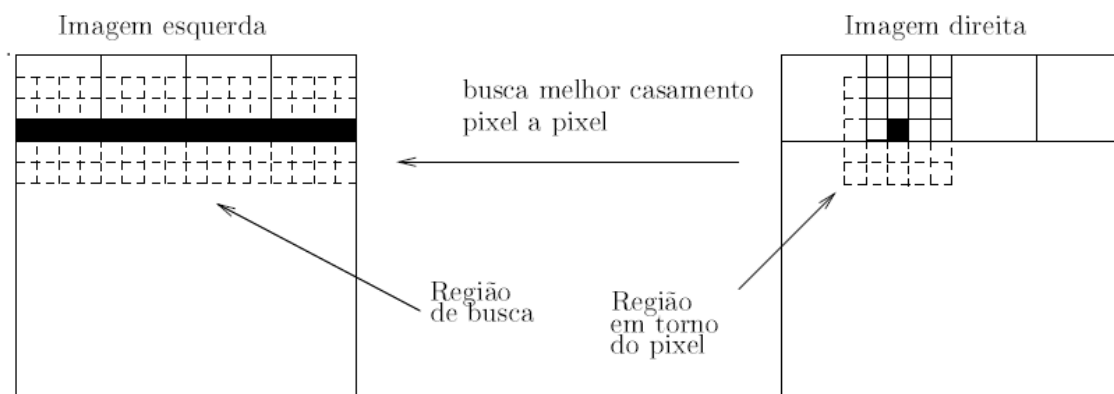 Imagem esquerda
Imagem direita
busca melhor casamento
pixel a pixel
Região
de busca
Região
em torno
do pixel